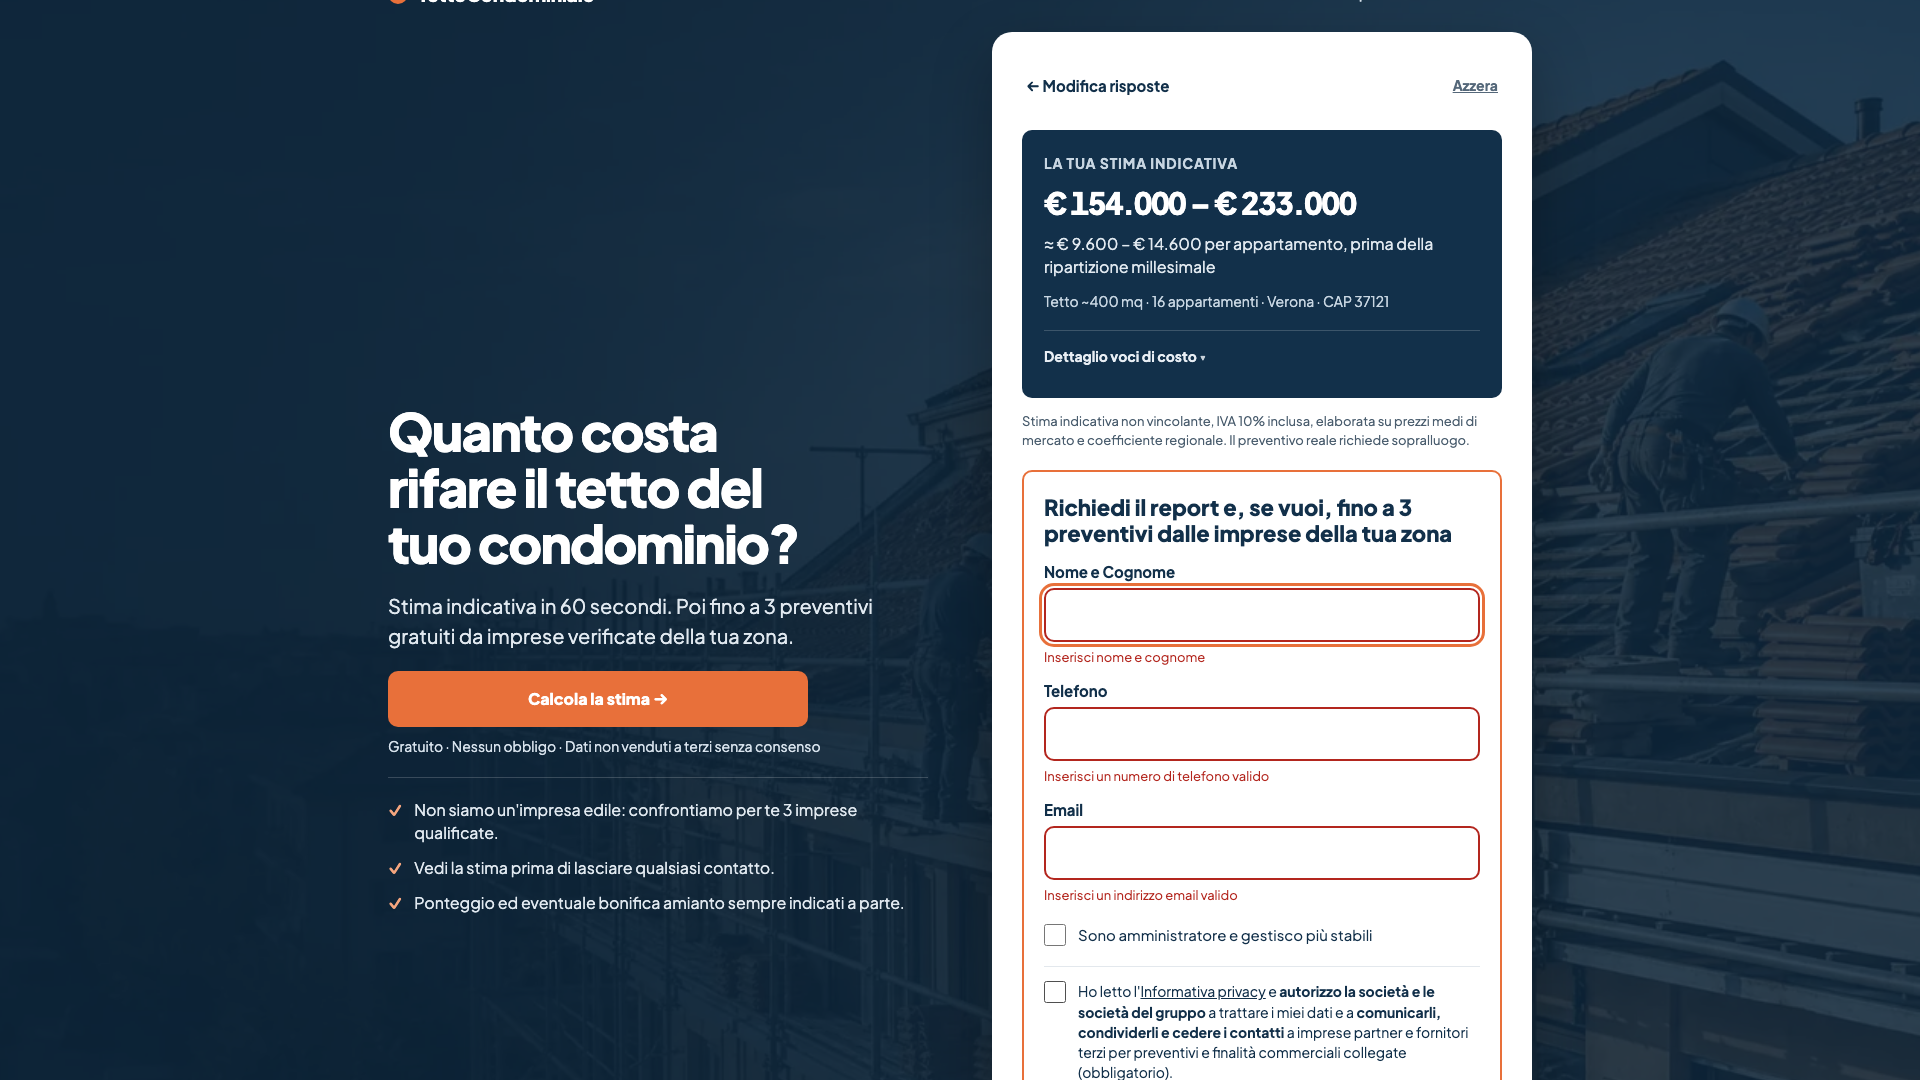 Quanto costa
rifare il tetto del
tuo condominio?
Stima indicativa in 60 secondi. Poi fino a 3 preventivi
gratuiti da imprese verificate della tua zona.
Calcola la stima →
Gratuito · Nessun obbligo · Dati non venduti a terzi senza consenso
Non siamo un'impresa edile: confrontiamo per te 3 imprese
qualificate.
Vedi la stima prima di lasciare qualsiasi contatto.
Ponteggio ed eventuale bonifica amianto sempre indicati a parte.
← Modifica risposte
Azzera
LA TUA STIMA INDICATIVA
€ 154.000 – € 233.000
≈ € 9.600 – € 14.600 per appartamento, prima della
ripartizione millesimale
Tetto ~400 mq · 16 appartamenti · Verona · CAP 37121
Dettaglio voci di costo ▾
Stima indicativa non vincolante, IVA 10% inclusa, elaborata su prezzi medi di
mercato e coefficiente regionale. Il preventivo reale richiede sopralluogo.
Richiedi il report e, se vuoi, fino a 3
preventivi dalle imprese della tua zona
Nome e Cognome
Inserisci nome e cognome
Telefono
Inserisci un numero di telefono valido
Email
Inserisci un indirizzo email valido
Sono amministratore e gestisco più stabili
Ho letto l'Informativa privacy e autorizzo la società e le
società del gruppo a trattare i miei dati e a comunicarli,
condividerli e cedere i contatti a imprese partner e fornitori
terzi per preventivi e finalità commerciali collegate
(obbligatorio).